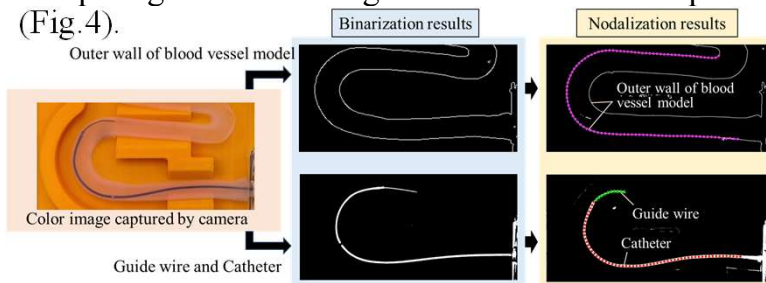 (Fig.4).
Binarization results
Nodalization results
Outer wall of blood vessel model
Outer wall of blood
vessel model
Color image captured by camera
Guide wire
Catheter
Guide wire and Catheter